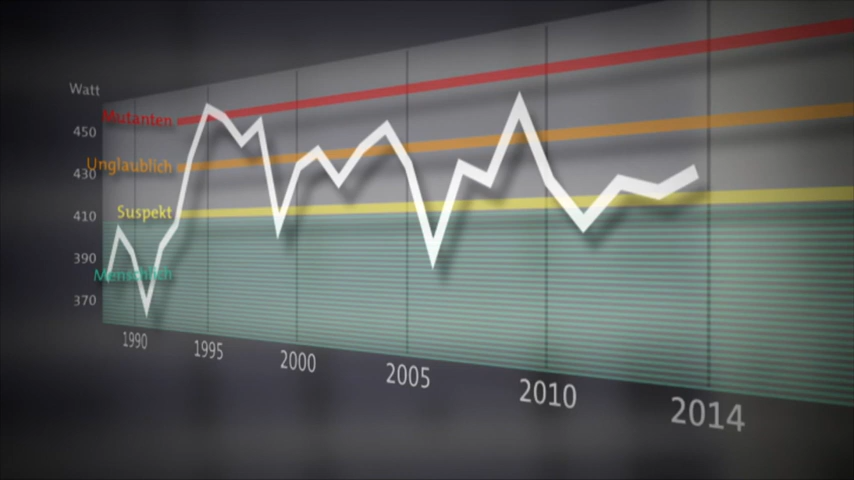 Watt
Mutanten
450
Unglaublich
430
Suspekt
410
390
Menschlich
370
1990
1995
2000
2005
2010
2014